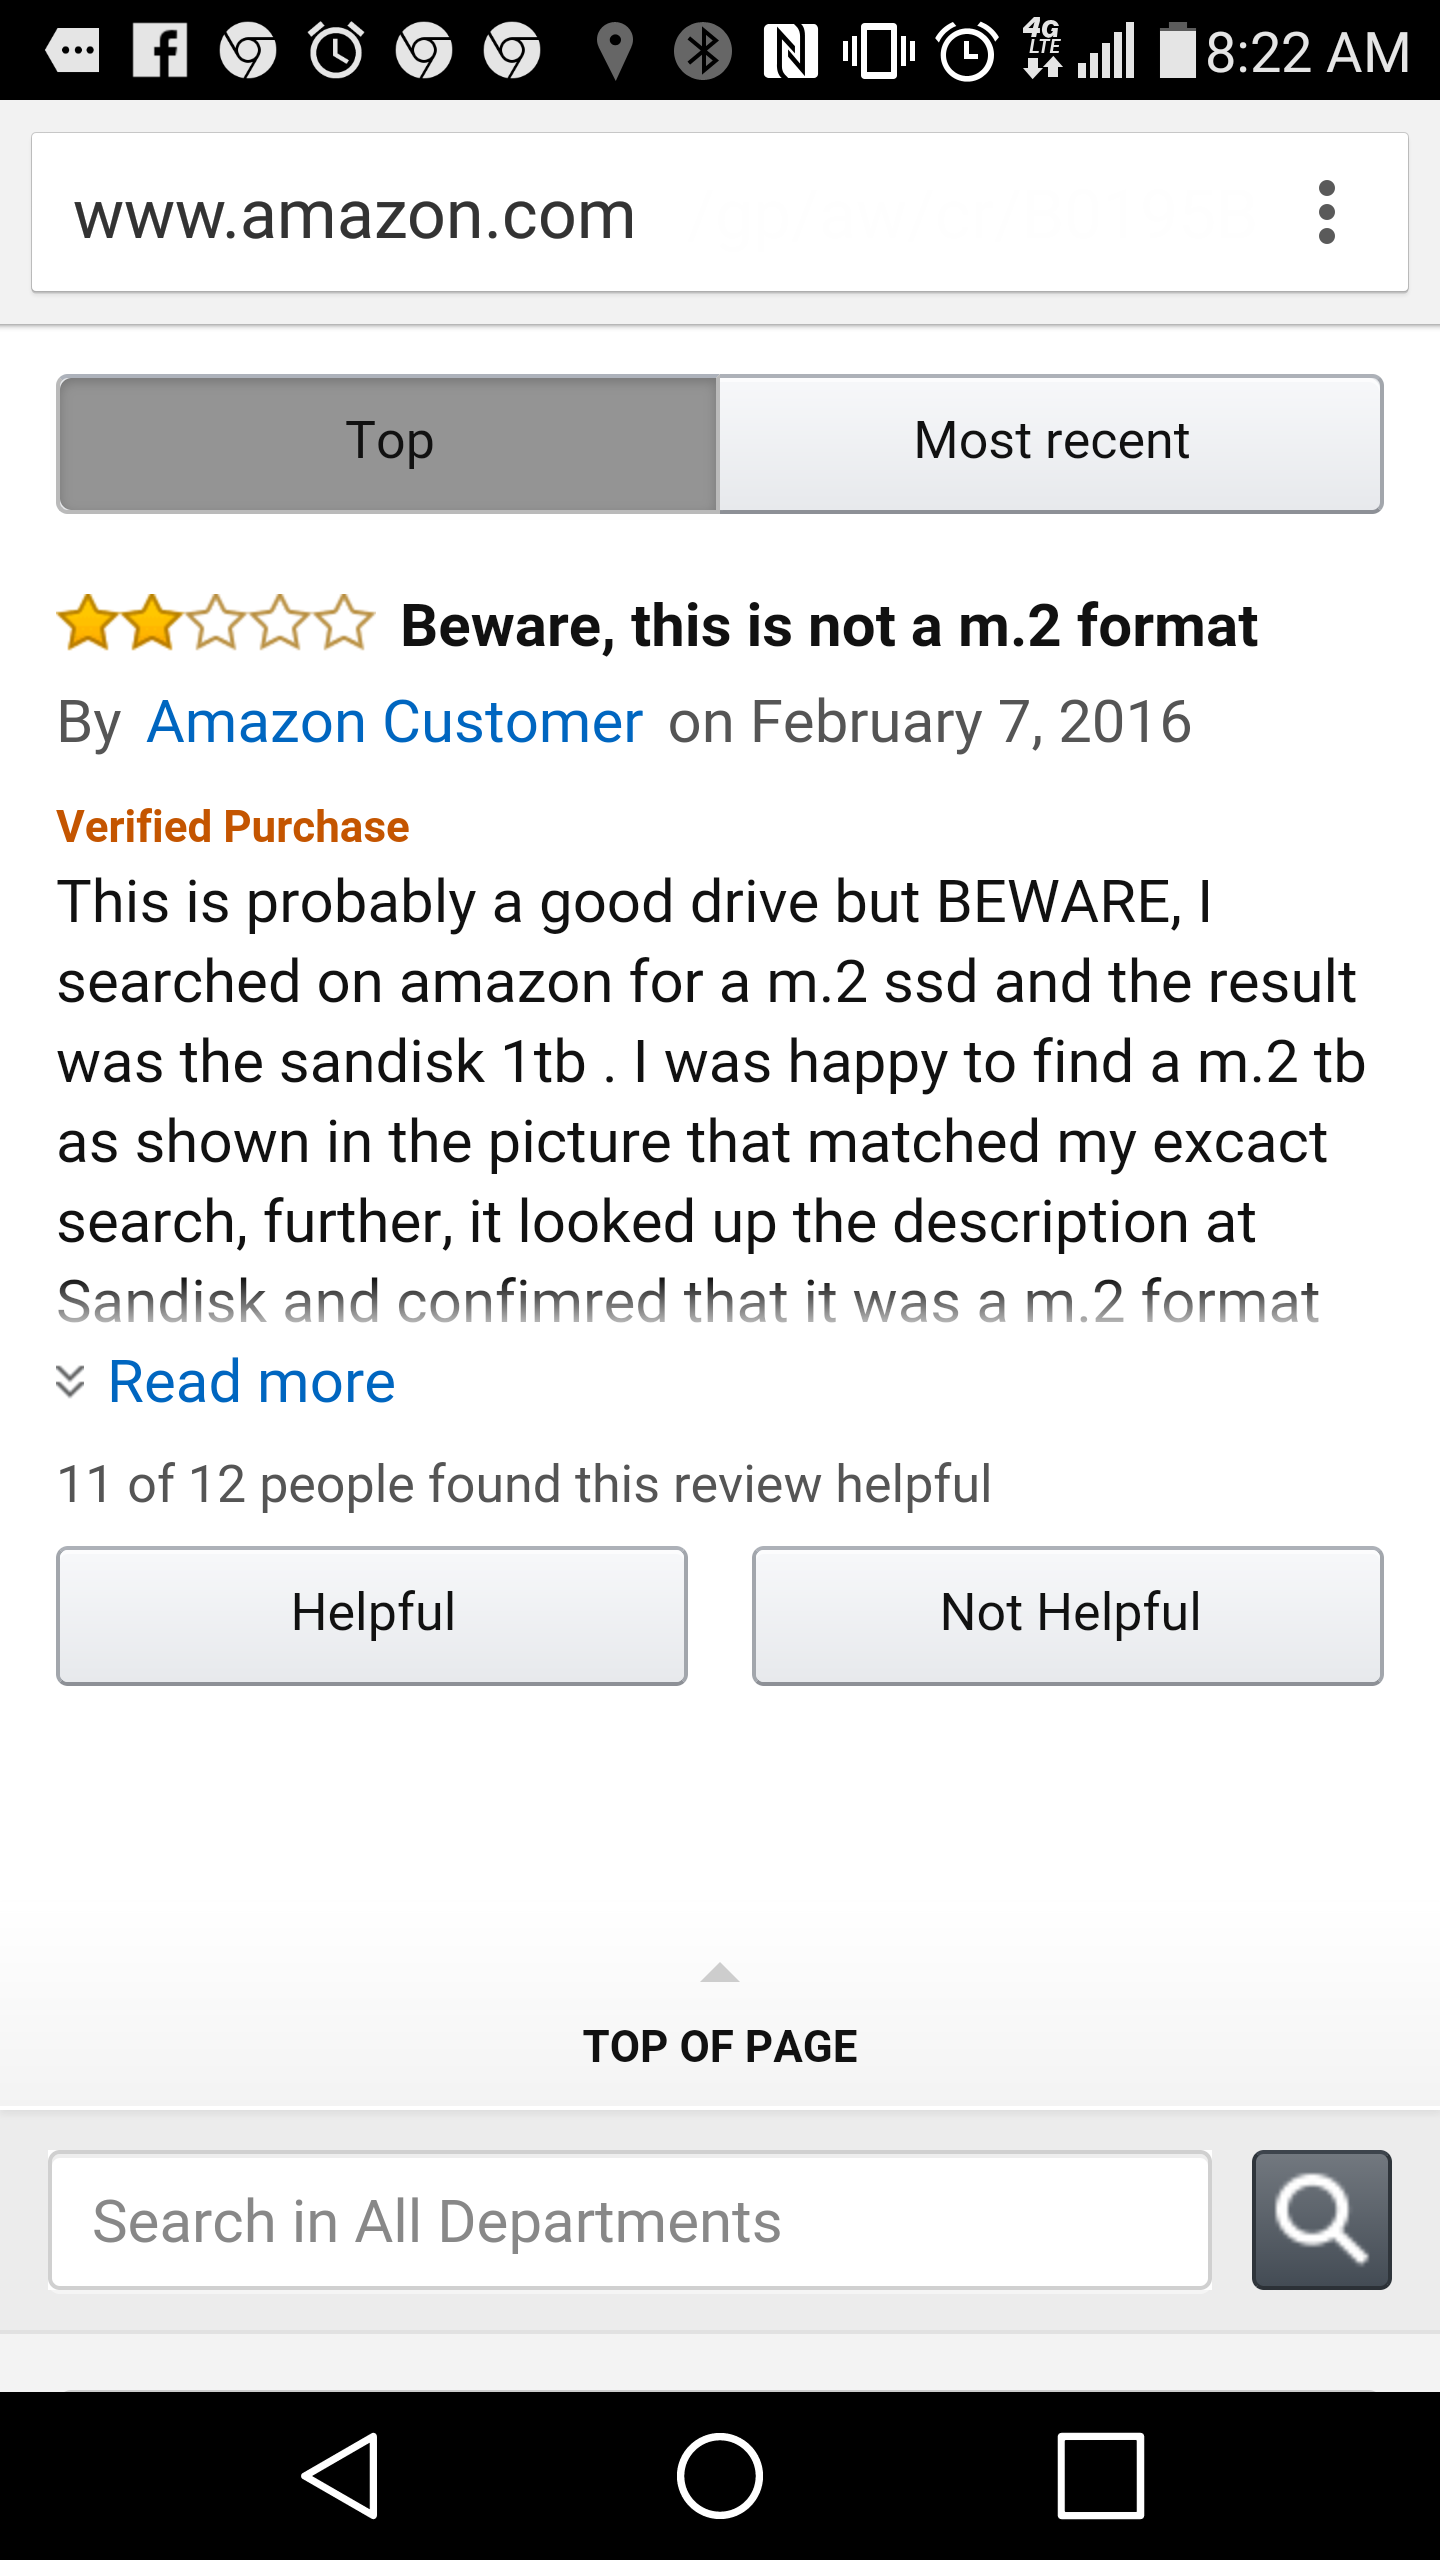 4G
LTE
8:22 AM
www.amazon.com
Top
Most recent
Beware, this is not a m.2 format
By Amazon Customer on February 7, 2016
Verified Purchase
This is probably a good drive but BEWARE, I
searched on amazon for a m.2 ssd and the result
was the sandisk 1tb . I was happy to find a m.2 tb
as shown in the picture that matched my excact
search, further, it looked up the description at
Sandisk and confimred that it was a m.2 format
Read more
11 of 12 people found this review helpful
Helpful
Not Helpful
TOP OF PAGE
Search in All Departments